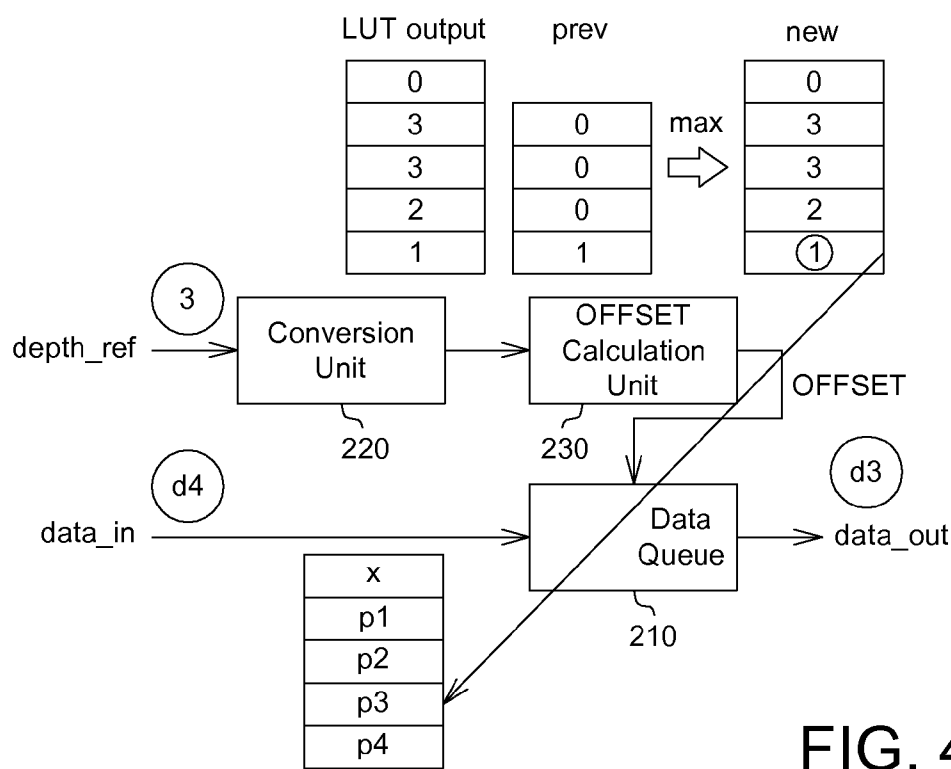 LUT output prev new
0 0
3 0 3
max
3 0 3
2 0 2
1 1 1
3
depth_ref
Conversion
Unit
OFFSET
Calculation
Unit
OFFSET
220
230
d4
d3
data_in
Data
Queue
data_out
210
x
p1
p2
p3
p4
FIG. 4